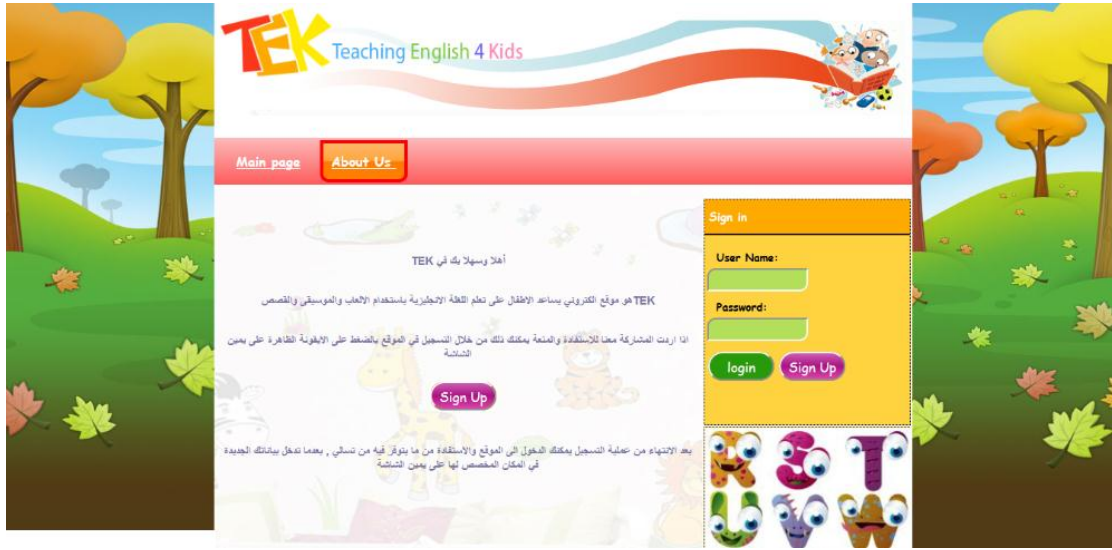 TEK
Teaching English 4 Kids
Main page
About Us
أهلا وسهلا بك في TEK
TEK هو موقع الكتروني يساعد الاطفال على تعلم اللغة الانجليزية باستخدام الالعاب والموسيقى والقصص
اذا اردت المشاركة معنا للاستفادة والمتعة يمكنك ذلك من خلال التسجيل في الموقع بالضغط على الايقونة الظاهرة على يمين
الشاشة
Sign Up
بعد الانتهاء من عملية التسجيل يمكنك الدخول الى الموقع والاستفادة من ما يتوفر فيه من تسالي , بعدما تدخل بياناتك الجديدة
في المكان المخصص لها على يمين الشاشة
Sign in
User Name:
Password:
login
Sign Up
R S T
U V W